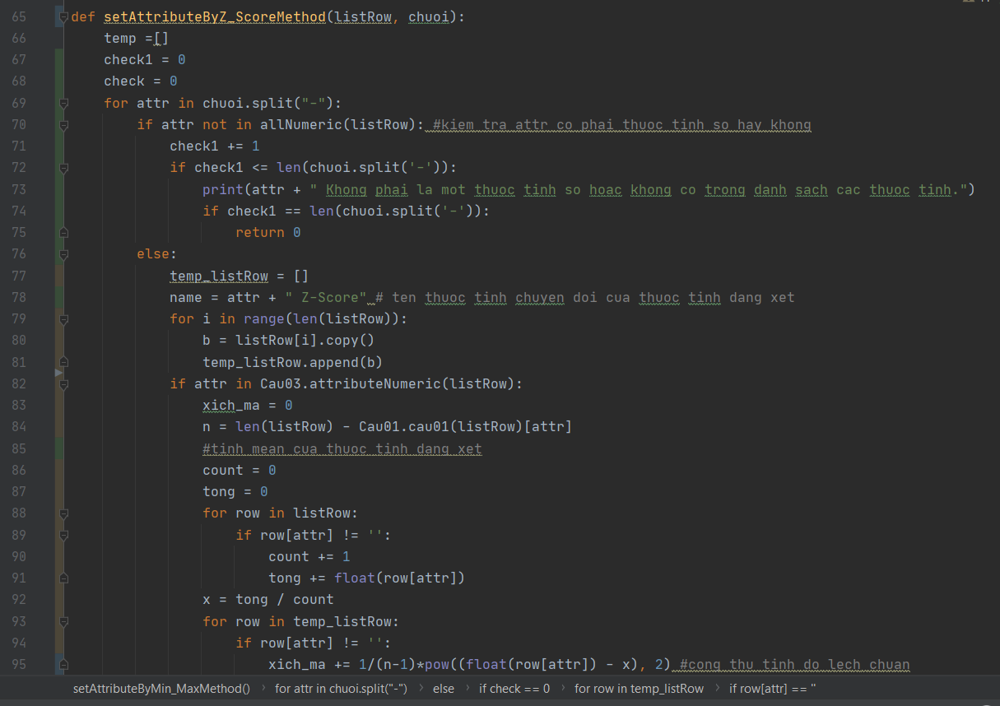 65 def setAttributeByZ_ScoreMethod(listRow, chuoi):
66     temp =[]
67     check1 = 0
68     check = 0
69     for attr in chuoi.split("-"):
70         if attr not in allNumeric(listRow): #kiem tra attr co phai thuoc tinh so hay khong
71             check1 += 1
72             if check1 <= len(chuoi.split('-')):
73                 print(attr + " Khong phai la mot thuoc tinh so hoac khong co trong danh sach cac thuoc tinh.")
74                 if check1 == len(chuoi.split('-')):
75                     return 0
76         else:
77             temp_listRow = []
78             name = attr + " Z-Score" # ten thuoc tinh chuyen doi cua thuoc tinh dang xet
79             for i in range(len(listRow)):
80                 b = listRow[i].copy()
81                 temp_listRow.append(b)
82             if attr in Cau03.attributeNumeric(listRow):
83                 xich_ma = 0
84                 n = len(listRow) - Cau01.cau01(listRow)[attr]
85                 #tinh mean cua thuoc tinh dang xet
86                 count = 0
87                 tong = 0
88                 for row in listRow:
89                     if row[attr] != '':
90                         count += 1
91                         tong += float(row[attr])
92                 x = tong / count
93                 for row in temp_listRow:
94                     if row[attr] != '':
95                         xich_ma += 1/(n-1)*pow((float(row[attr]) - x), 2) #cong thu tinh do lech chuan
setAttributeByMin_MaxMethod() › for attr in chuoi.split("-") › else › if check == 0 › for row in temp_listRow › if row[attr] == ''